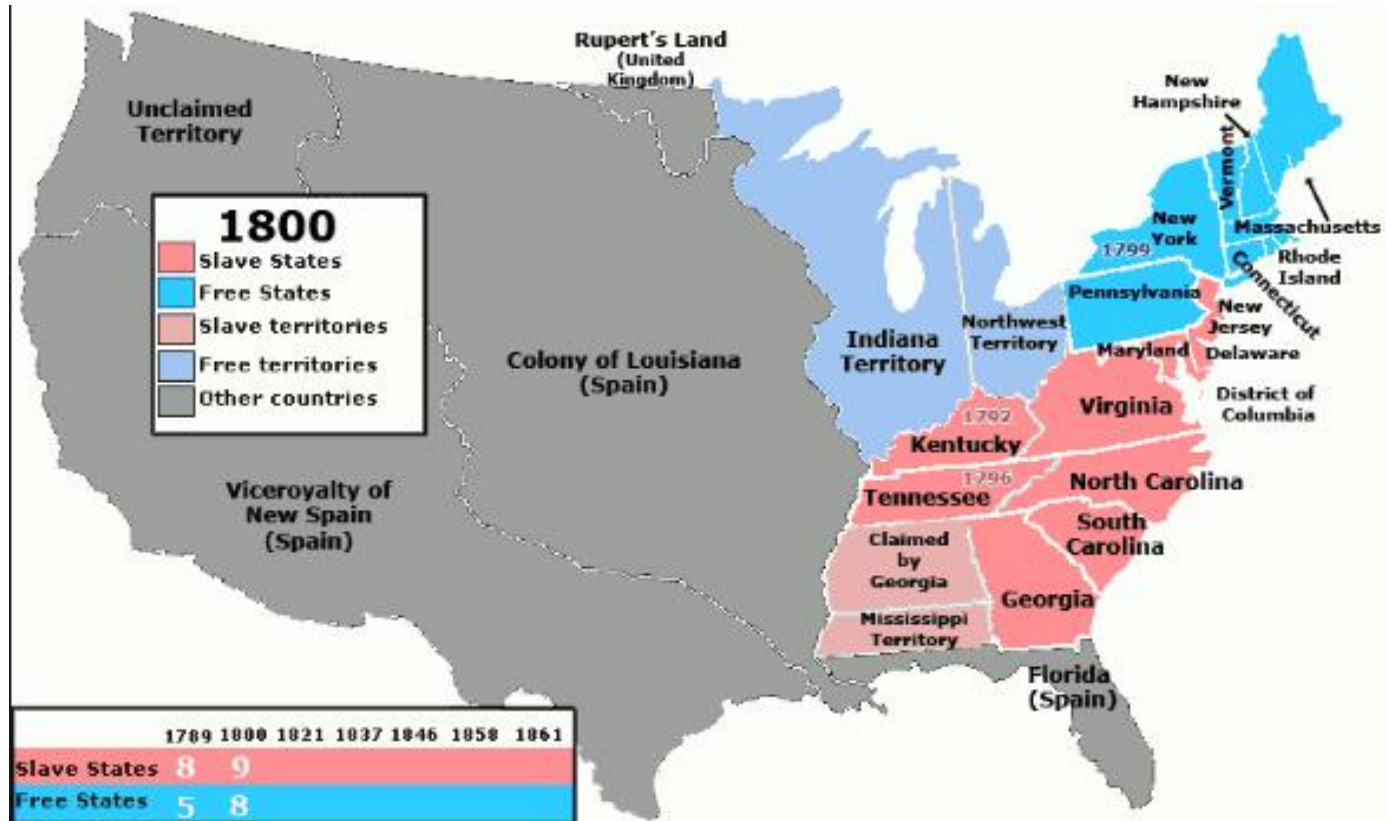 Rupert's Land
(United
Kingdom)
Unclaimed
Territory
New
Hampshire
Vermont
1800
Slave States
Free States
Slave territories
Free territories
Other countries
New
York
1799
Massachusetts
Rhode
Island
Connecticut
Pennsylvania
New
Jersey
Maryland
Delaware
District of
Columbia
Indiana
Territory
Northwest
Territory
Colony of Louisiana
(Spain)
Virginia
1792
Kentucky
1796
Tennessee
North Carolina
South
Carolina
Viceroyalty of
New Spain
(Spain)
Claimed
by
Georgia
Georgia
Mississippi
Territory
Florida
(Spain)
1789 1800 1821 1837 1846 1858 1861
Slave States 8 9
Free States 5 8